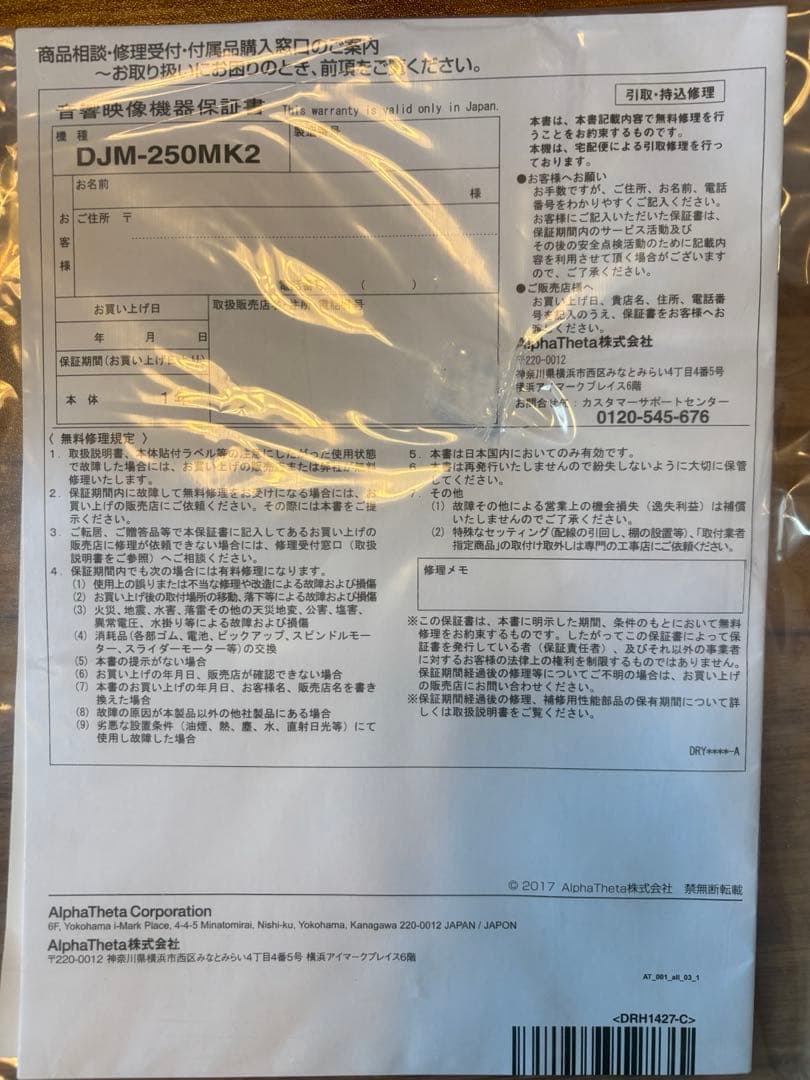 商品相談・修理受付・付属品購入窓口のご案内
～お取り扱いにお困りのとき、前項をご覧ください。
音響映像機器保証書 This warranty is valid only in Japan.
引取・持込修理
機 種
製造番号
DJM-250MK2
お名前
様
お客様
ご住所 〒
( )
お買い上げ日
年 月 日
保証期間(お買い上げ日
本 体 1年
取扱販売店名・住所・電話番号
本書は、本書記載内容で無料修理を行
うことをお約束するものです。
本機は、宅配便による引取修理を行っ
ております。
●お客様へお願い
お手数ですが、ご住所、お名前、電話
番号をわかりやすくご記入ください。
お客様にご記入いただいた保証書は、
保証期間内のサービス活動及び
その後の安全点検活動のために記載内
容を利用させて頂く場合がございます
ので、ご了承ください。
●ご販売店様へ
お買い上げ日、貴店名、住所、電話番
号を記入のうえ、保証書をお客様へお
渡しください。
AlphaTheta株式会社
〒220-0012
神奈川県横浜市西区みなとみらい4丁目4番5号
横浜アイマークプレイス6階
お問合せ先：カスタマーサポートセンター
0120-545-676
〈 無料修理規定 〉
1. 取扱説明書、本体貼付ラベル等の注意にしたがった使用状態
で故障した場合には、お買い上げの販売店または弊社が無料
修理いたします。
2. 保証期間内に故障して無料修理をお受けになる場合には、お
買い上げの販売店にご依頼ください。その際には本書をご提
示ください。
3. ご転居、ご贈答品等で本保証書に記入してあるお買い上げの
販売店に修理が依頼できない場合には、修理受付窓口（取扱
説明書をご参照）へご相談ください。
4. 保証期間内でも次の場合には有料修理になります。
(1) 使用上の誤りまたは不当な修理や改造による故障および損傷
(2) お買い上げ後の取付場所の移動、落下等による故障および損傷
(3) 火災、地震、水害、落雷その他の天災地変、公害、塩害、
異常電圧、水掛り等による故障および損傷
(4) 消耗品(各部ゴム、電池、ピックアップ、スピンドルモー
ター、スライダーモーター等)の交換
(5) 本書の提示がない場合
(6) お買い上げの年月日、販売店が確認できない場合
(7) 本書のお買い上げの年月日、お客様名、販売店名を書き
換えた場合
(8) 故障の原因が本製品以外の他社製品にある場合
(9) 劣悪な設置条件（油煙、熱、塵、水、直射日光等）にて
使用し故障した場合
5. 本書は日本国内においてのみ有効です。
6. 本書は再発行いたしませんので紛失しないように大切に保管
してください。
7. その他
(1) 故障その他による営業上の機会損失（逸失利益）は補償
いたしませんのでご了承ください。
(2) 特殊なセッティング(配線の引回し、棚の設置等)、「取付業者
指定商品」の取付け取外しは専門の工事店にご依頼ください。
修理メモ
※この保証書は、本書に明示した期間、条件のもとにおいて無料
修理をお約束するものです。したがってこの保証書によって保
証書を発行している者（保証責任者）、及びそれ以外の事業者
に対するお客様の法律上の権利を制限するものではありません。
保証期間経過後の修理等についてご不明の場合は、お買い上げ
の販売店にお問い合わせください。
※保証期間経過後の修理、補修用性能部品の保有期間について詳
しくは取扱説明書をご覧ください。
DRY****-A
© 2017 AlphaTheta株式会社 禁無断転載
AlphaTheta Corporation
6F, Yokohama i-Mark Place, 4-4-5 Minatomirai, Nishi-ku, Yokohama, Kanagawa 220-0012 JAPAN / JAPON
AlphaTheta株式会社
〒220-0012 神奈川県横浜市西区みなとみらい4丁目4番5号 横浜アイマークプレイス6階
AT_001_all_03_1
<DRH1427-C>